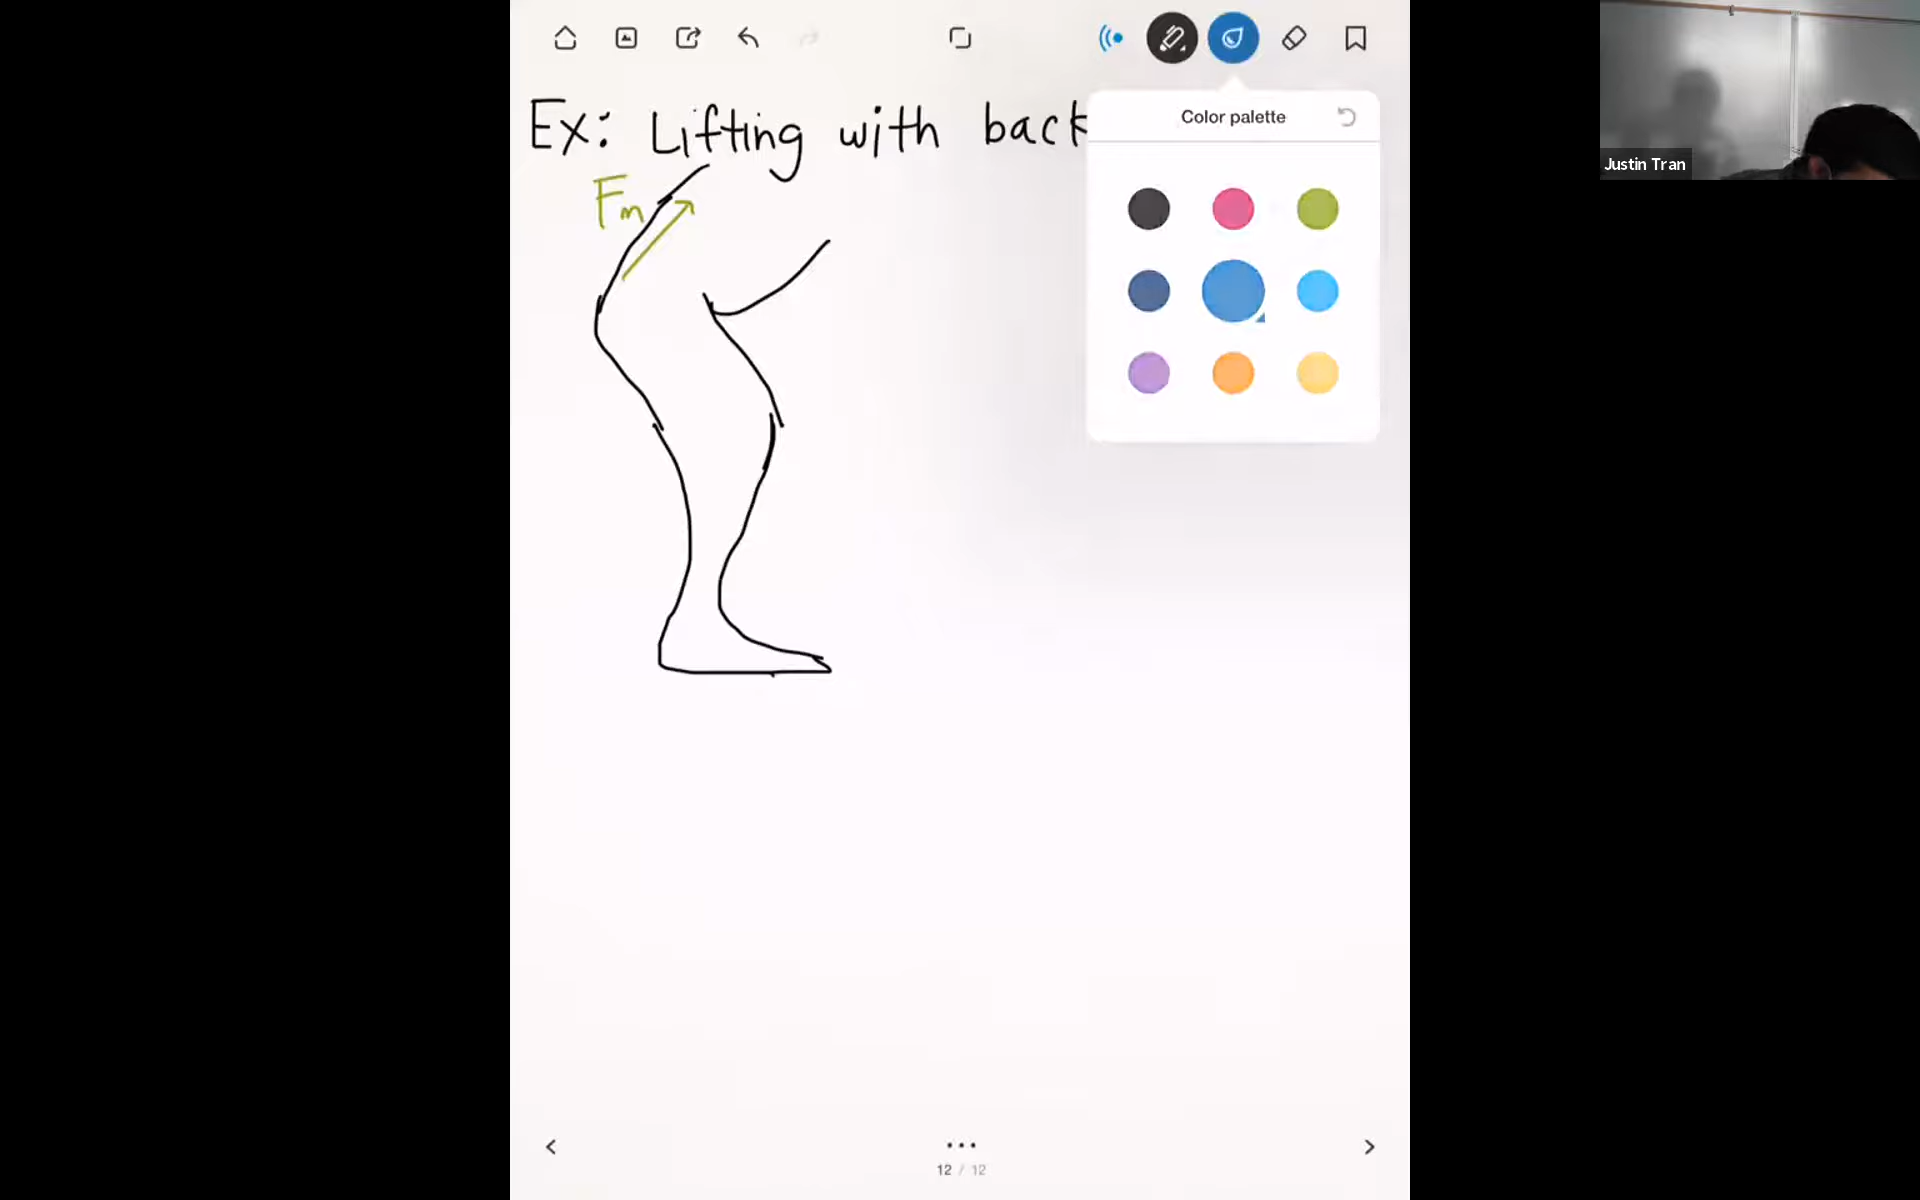 Ex: Lifting with back
Color palette
Justin Tran
Fm
12 / 12